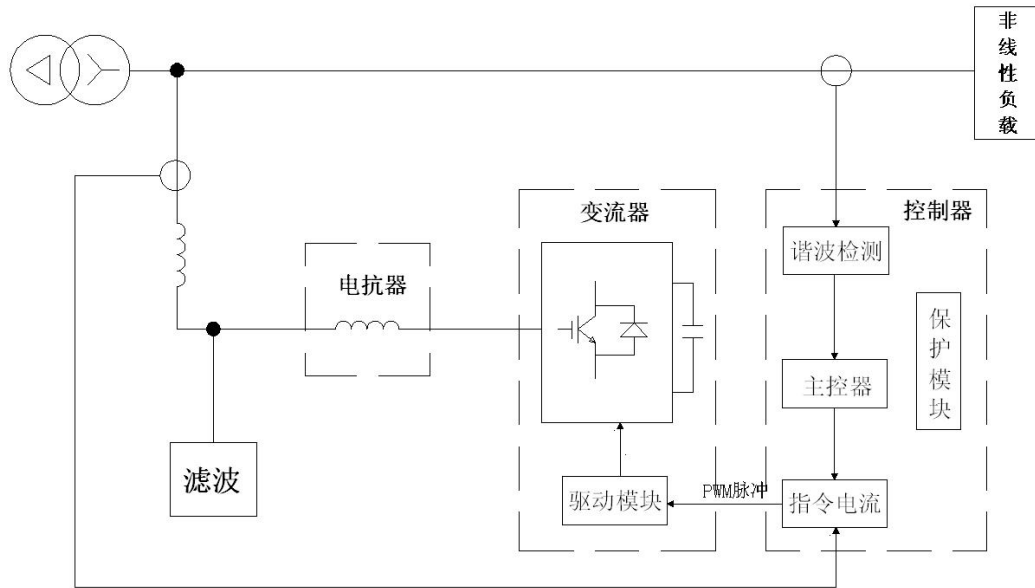 非线性负载
变流器
控制器
谐波检测
电抗器
保护模块
主控器
滤波
驱动模块
PWM脉冲
指令电流